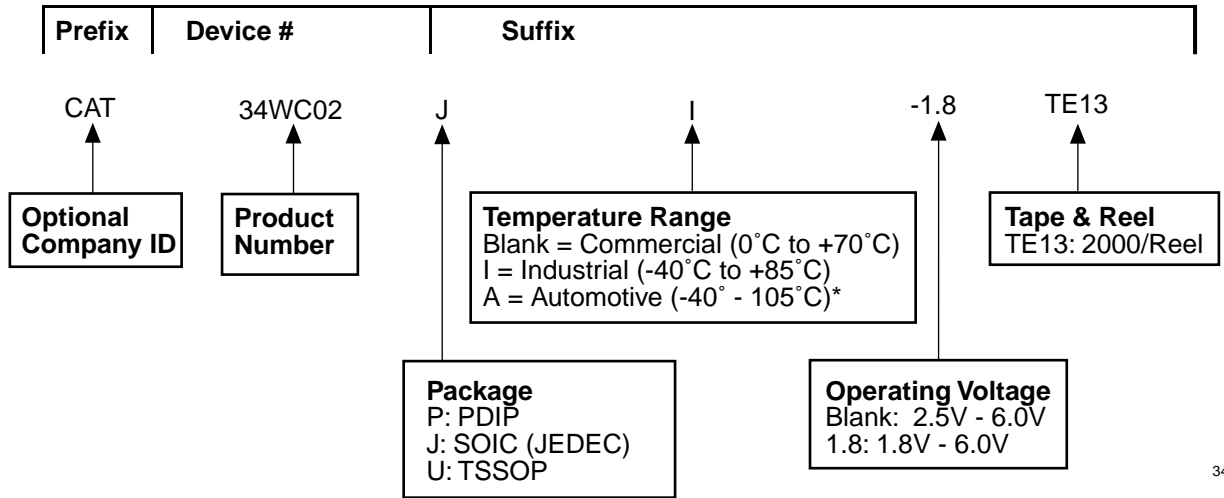 Prefix Device # Suffix
CAT 34WC02 J I -1.8 TE13
Optional
Company ID
Product
Number
Temperature Range
Blank = Commercial (0˚C to +70˚C)
I = Industrial (-40˚C to +85˚C)
A = Automotive (-40˚ - 105˚C)*
Tape & Reel
TE13: 2000/Reel
Package
P: PDIP
J: SOIC (JEDEC)
U: TSSOP
Operating Voltage
Blank: 2.5V - 6.0V
1.8: 1.8V - 6.0V
34